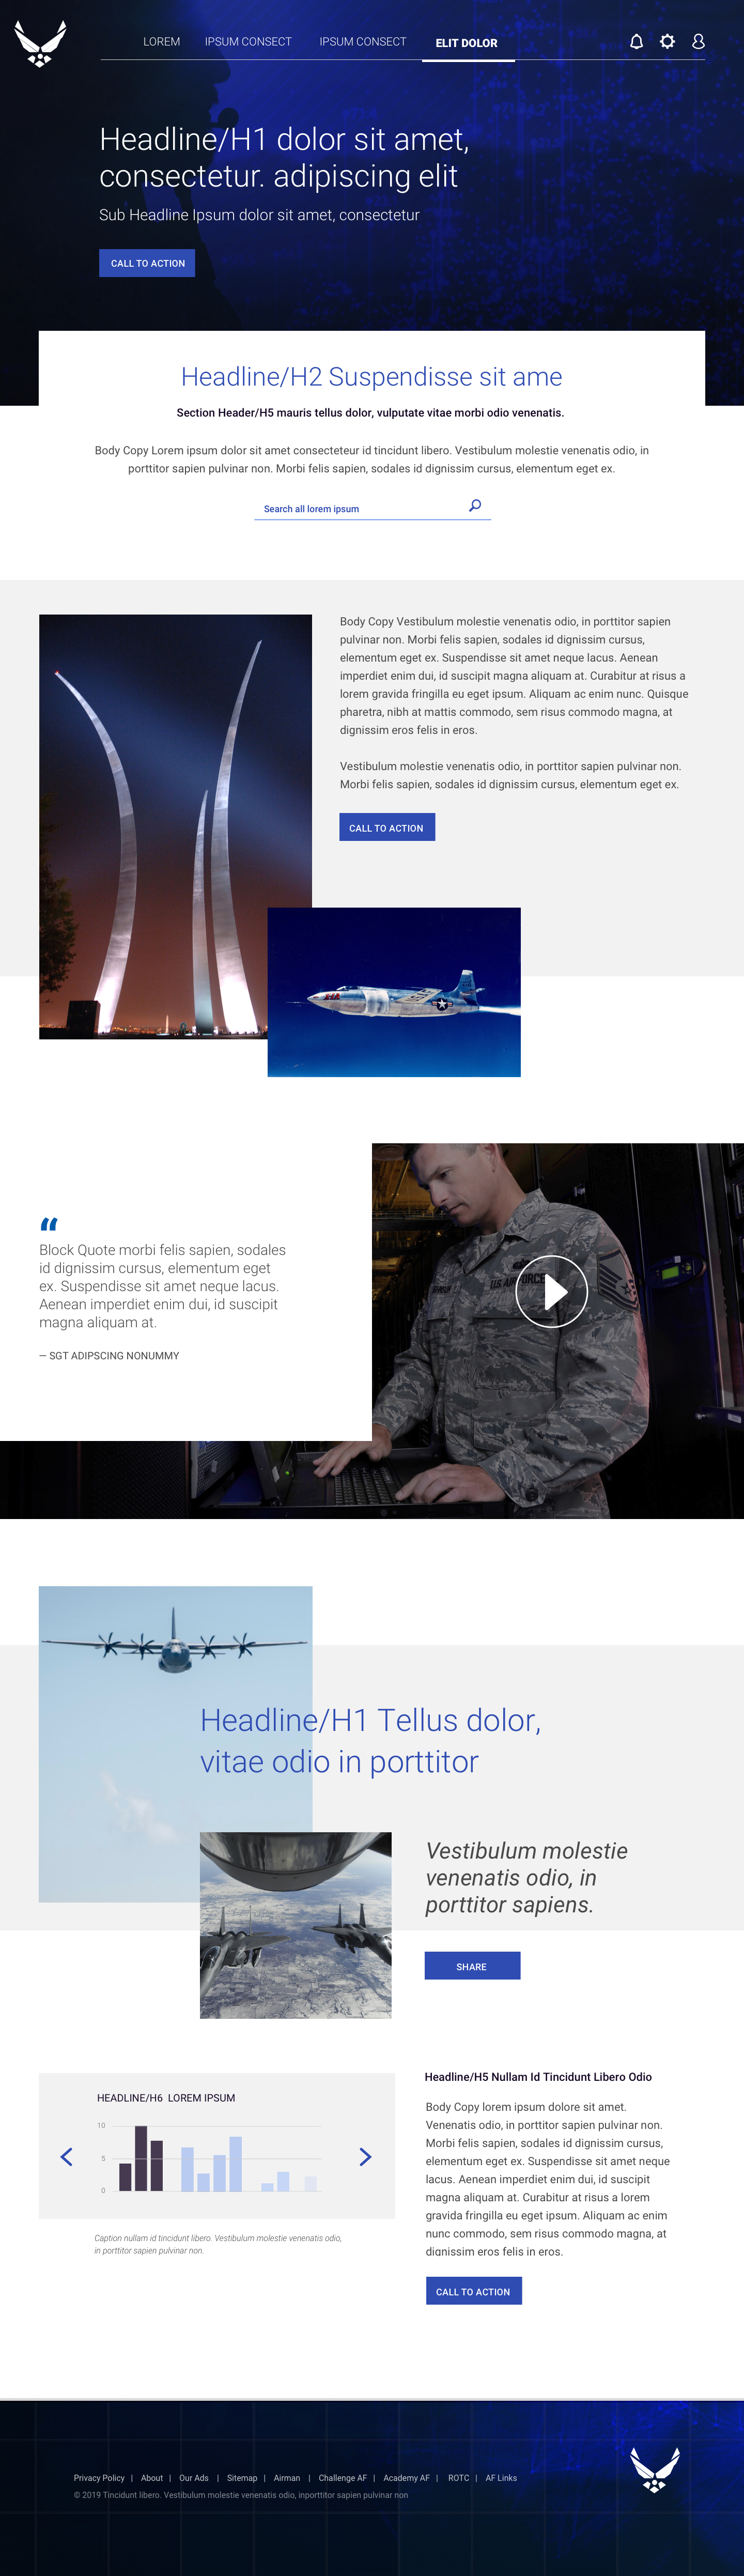 LOREM IPSUM CONSECT IPSUM CONSECT ELIT DOLOR
Headline/H1 dolor sit amet,
consectetur. adipiscing elit
Sub Headline Ipsum dolor sit amet, consectetur
CALL TO ACTION
Headline/H2 Suspendisse sit ame
Section Header/H5 mauris tellus dolor, vulputate vitae morbi odio venenatis.
Body Copy Lorem ipsum dolor sit amet consecteteur id tincidunt libero. Vestibulum molestie venenatis odio, in
porttitor sapien pulvinar non. Morbi felis sapien, sodales id dignissim cursus, elementum eget ex.
Search all lorem ipsum
Body Copy Vestibulum molestie venenatis odio, in porttitor sapien
pulvinar non. Morbi felis sapien, sodales id dignissim cursus,
elementum eget ex. Suspendisse sit amet neque lacus. Aenean
imperdiet enim dui, id suscipit magna aliquam at. Curabitur at risus a
lorem gravida fringilla eu eget ipsum. Aliquam ac enim nunc. Quisque
pharetra, nibh at mattis commodo, sem risus commodo magna, at
dignissim eros felis in eros.
Vestibulum molestie venenatis odio, in porttitor sapien pulvinar non.
Morbi felis sapien, sodales id dignissim cursus, elementum eget ex.
CALL TO ACTION
“
Block Quote morbi felis sapien, sodales
id dignissim cursus, elementum eget
ex. Suspendisse sit amet neque lacus.
Aenean imperdiet enim dui, id suscipit
magna aliquam at.
— SGT ADIPSCING NONUMMY
U.S. AIR FORCE
Headline/H1 Tellus dolor,
vitae odio in porttitor
Vestibulum molestie
venenatis odio, in
porttitor sapiens.
SHARE
HEADLINE/H6 LOREM IPSUM
10
5
0
Caption nullam id tincidunt libero. Vestibulum molestie venenatis odio,
in porttitor sapien pulvinar non.
Headline/H5 Nullam Id Tincidunt Libero Odio
Body Copy lorem ipsum dolore sit amet.
Venenatis odio, in porttitor sapien pulvinar non.
Morbi felis sapien, sodales id dignissim cursus,
elementum eget ex. Suspendisse sit amet neque
lacus. Aenean imperdiet enim dui, id suscipit
magna aliquam at. Curabitur at risus a lorem
gravida fringilla eu eget ipsum. Aliquam ac enim
nunc commodo, sem risus commodo magna, at
dignissim eros felis in eros.
CALL TO ACTION
Privacy Policy | About | Our Ads | Sitemap | Airman | Challenge AF | Academy AF | ROTC | AF Links
© 2019 Tincidunt libero. Vestibulum molestie venenatis odio, inporttitor sapien pulvinar non